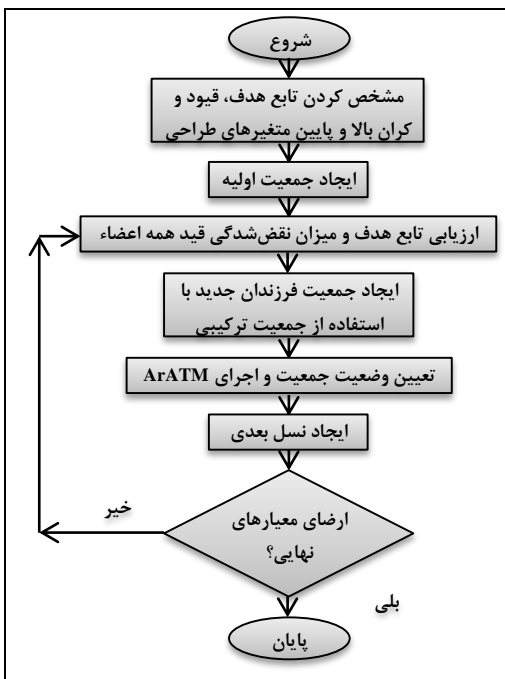 شروع
مشخص کردن تابع هدف، قیود و
کران بالا و پایین متغیرهای طراحی
ایجاد جمعیت اولیه
ارزیابی تابع هدف و میزان نقض‌شدگی قید همه اعضاء
ایجاد جمعیت فرزندان جدید با
استفاده از جمعیت ترکیبی
تعیین وضعیت جمعیت و اجرای ArATM
ایجاد نسل بعدی
ارضای معیارهای
نهایی؟
خیر
بلی
پایان